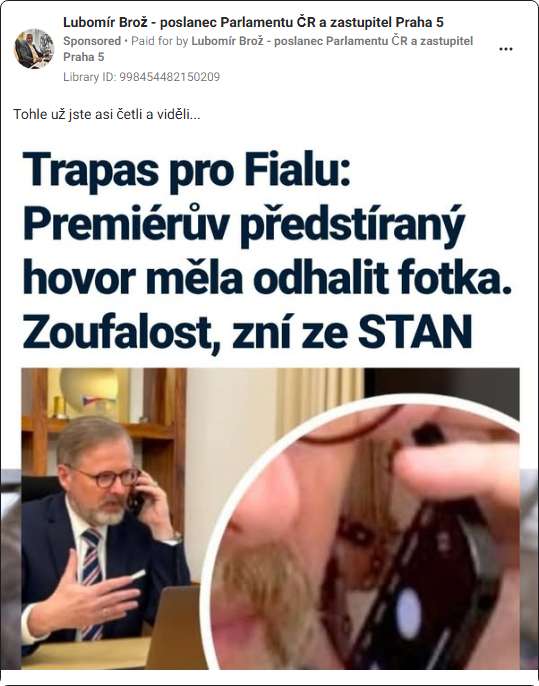 Lubomír Brož - poslanec Parlamentu ČR a zastupitel Praha 5
Sponsored • Paid for by Lubomír Brož - poslanec Parlamentu ČR a zastupitel
Praha 5
Library ID: 998454482150209
Tohle už jste asi četli a viděli...
Trapas pro Fialu:
Premiérův předstíraný
hovor měla odhalit fotka.
Zoufalost, zní ze STAN